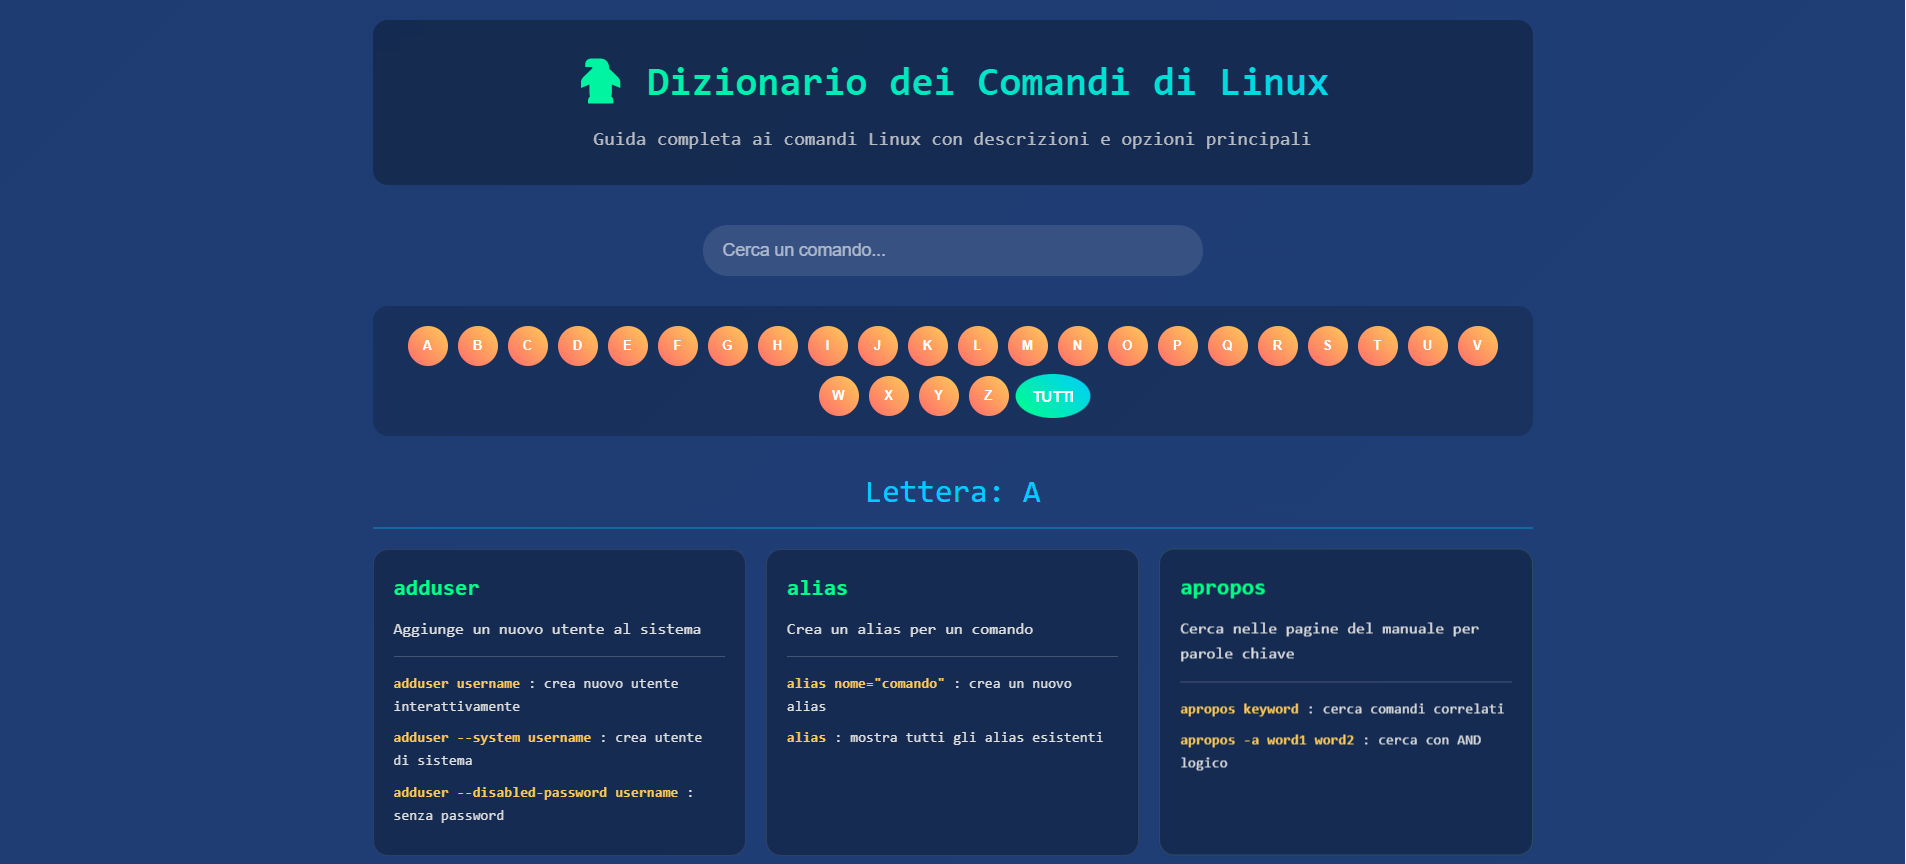 Dizionario dei Comandi di Linux
Guida completa ai comandi Linux con descrizioni e opzioni principali
Cerca un comando...
A B C D E F G H I J K L M N O P Q R S T U V
W X Y Z TUTTI
Lettera: A
adduser
Aggiunge un nuovo utente al sistema
adduser username : crea nuovo utente
interattivamente
adduser --system username : crea utente
di sistema
adduser --disabled-password username :
senza password
alias
Crea un alias per un comando
alias nome="comando" : crea un nuovo
alias
alias : mostra tutti gli alias esistenti
apropos
Cerca nelle pagine del manuale per
parole chiave
apropos keyword : cerca comandi correlati
apropos -a word1 word2 : cerca con AND
logico